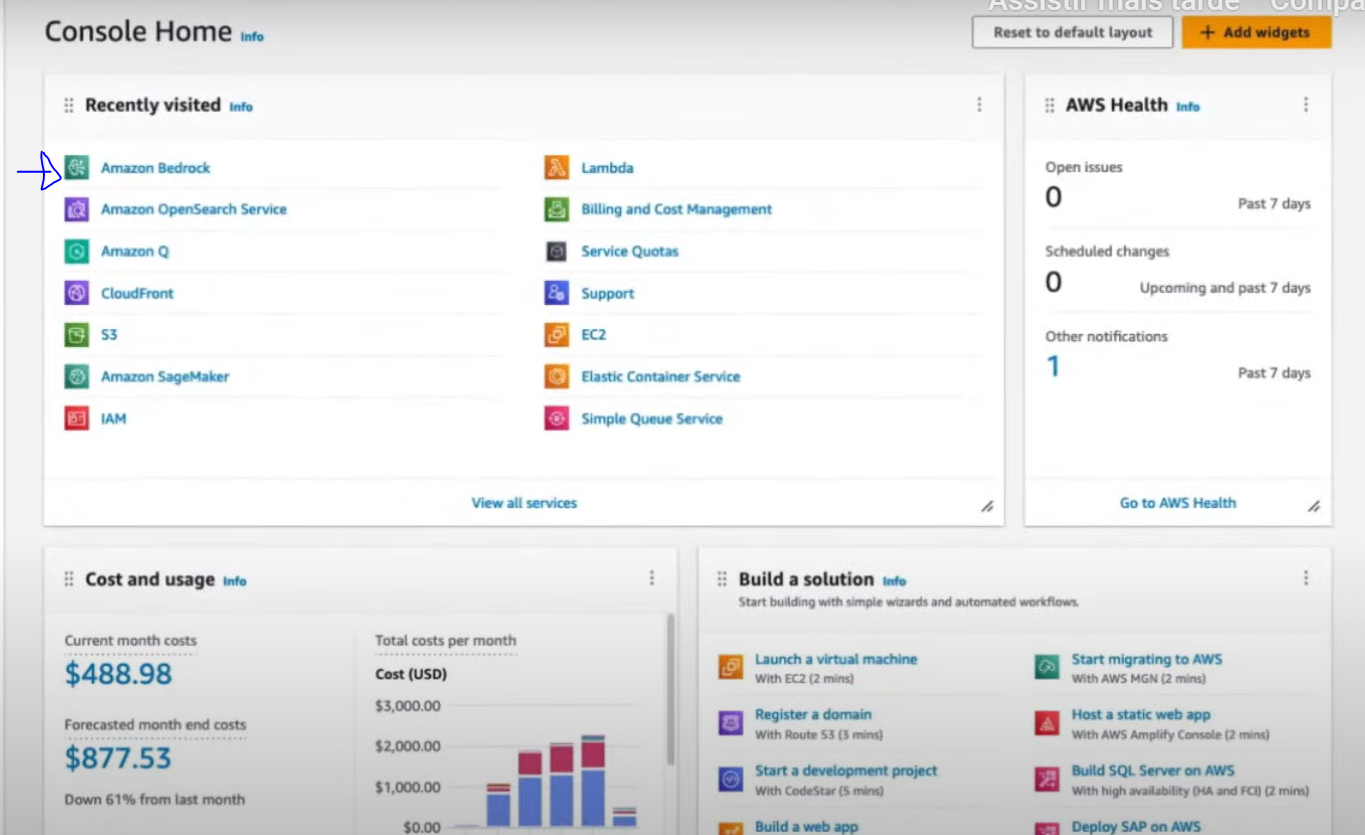 Assistir mais tarde
Console Home Info
Reset to default layout
+ Add widgets
Recently visited Info
Amazon Bedrock
Amazon OpenSearch Service
Amazon Q
CloudFront
S3
Amazon SageMaker
IAM
Lambda
Billing and Cost Management
Service Quotas
Support
EC2
Elastic Container Service
Simple Queue Service
View all services
AWS Health Info
Open issues
0
Past 7 days
Scheduled changes
0
Upcoming and past 7 days
Other notifications
1
Past 7 days
Go to AWS Health
Cost and usage Info
Current month costs
$488.98
Forecasted month end costs
$877.53
Down 61% from last month
Total costs per month
Cost (USD)
$3,000.00
$2,000.00
$1,000.00
$0.00
Build a solution Info
Start building with simple wizards and automated workflows.
Launch a virtual machine
With EC2 (2 mins)
Register a domain
With Route 53 (3 mins)
Start a development project
With CodeStar (5 mins)
Build a web app
Start migrating to AWS
With AWS MGN (2 mins)
Host a static web app
With AWS Amplify Console (2 mins)
Build SQL Server on AWS
With high availability (HA and FCI) (2 mins)
Deploy SAP on AWS